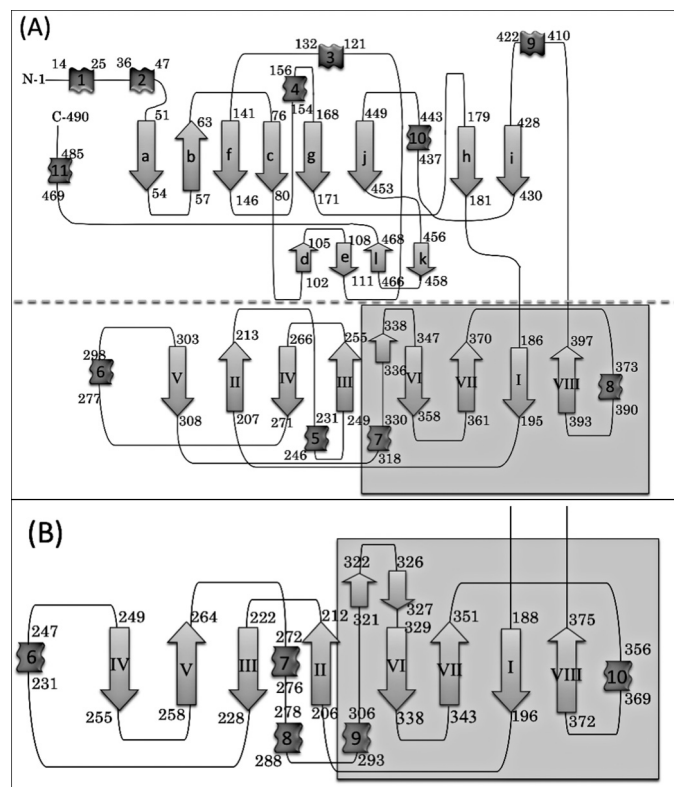 (A)
132 121
422 9 410
3
14 25 36 47
N-1 1 2
156
4
154
C-490
51 63 141 76 168 449 443 179 428
485
11
469
a b f c g j 10 h i
437
54 57 146 80 171 453 181 430
105 108 468 456
d e l k
102 111 466 458
298 303 213 266 255 338 347 370 186 397 373
6 V II IV III 336 VI VII I VIII 8
277 308 207 271 231 249 330 358 361 195 393 390
5 7
246 318
(B)
322 326
321 327
247 249 264 222 272 212 329 351 188 375 356
6 IV V III 7 II VI VII I VIII 10
231 276 369
255 258 228 278 206 306 338 343 196 372
8 9
288 293